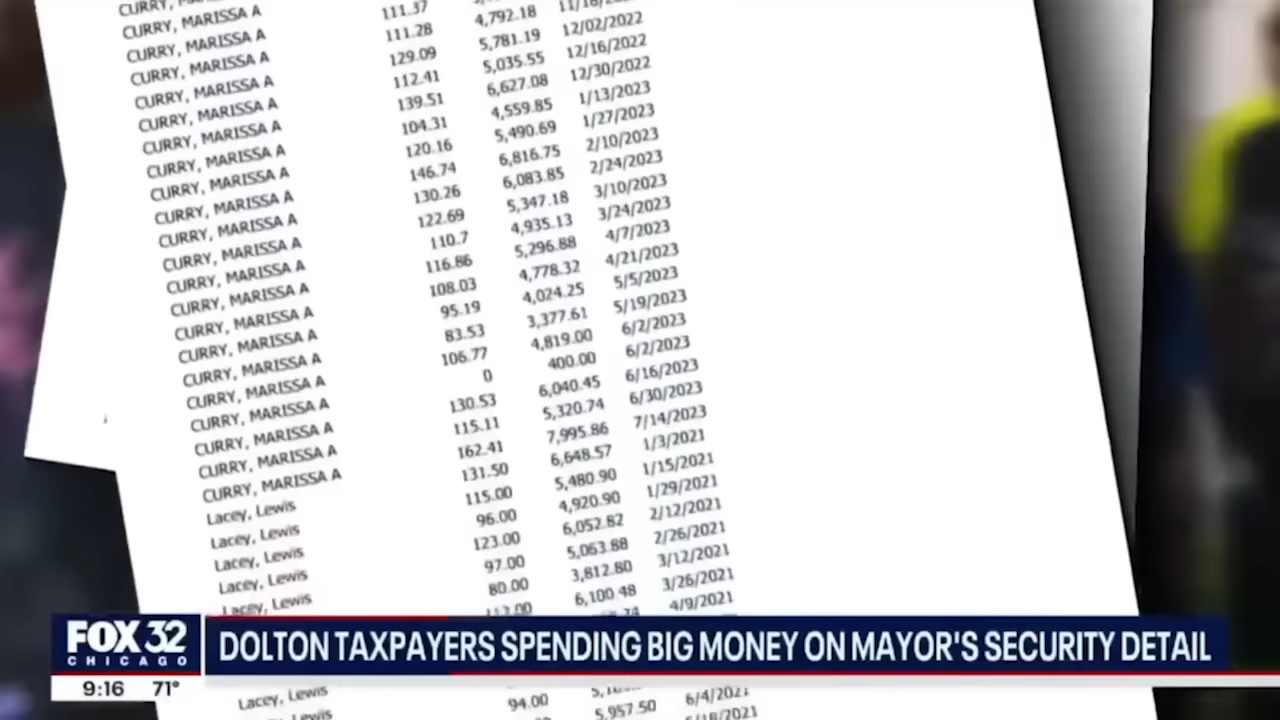 CURRY, MARISSA A
CURRY, MARISSA A 111.37
CURRY, MARISSA A 111.28 4,792.18 11/18/2022
CURRY, MARISSA A 129.09 5,781.19 12/02/2022
CURRY, MARISSA A 112.41 5,035.55 12/16/2022
CURRY, MARISSA A 139.51 6,627.08 12/30/2022
CURRY, MARISSA A 104.31 4,559.85 1/13/2023
CURRY, MARISSA A 120.16 5,490.69 1/27/2023
CURRY, MARISSA A 146.74 6,816.75 2/10/2023
CURRY, MARISSA A 130.26 6,083.85 2/24/2023
CURRY, MARISSA A 122.69 5,347.18 3/10/2023
CURRY, MARISSA A 110.7 4,935.13 3/24/2023
CURRY, MARISSA A 116.86 5,296.88 4/7/2023
CURRY, MARISSA A 108.03 4,778.32 4/21/2023
CURRY, MARISSA A 95.19 4,024.25 5/5/2023
CURRY, MARISSA A 83.53 3,377.61 5/19/2023
CURRY, MARISSA A 106.77 4,819.00 6/2/2023
CURRY, MARISSA A 0 400.00 6/2/2023
CURRY, MARISSA A 130.53 6,040.45 6/16/2023
CURRY, MARISSA A 115.11 5,320.74 6/30/2023
CURRY, MARISSA A 162.41 7,995.86 7/14/2023
Lacey, Lewis 131.50 6,648.57 1/3/2021
Lacey, Lewis 115.00 5,480.90 1/15/2021
Lacey, Lewis 96.00 4,920.90 1/29/2021
Lacey, Lewis 123.00 6,052.82 2/12/2021
Lacey, Lewis 97.00 5,063.88 2/26/2021
80.00 3,812.80 3/12/2021
113.00 6,100.48 3/26/2021
4/9/2021
FOX 32 CHICAGO
DOLTON TAXPAYERS SPENDING BIG MONEY ON MAYOR'S SECURITY DETAIL
9:16 71°
Lacey, Lewis
Lewis
94.00
5,957.50 6/4/2021